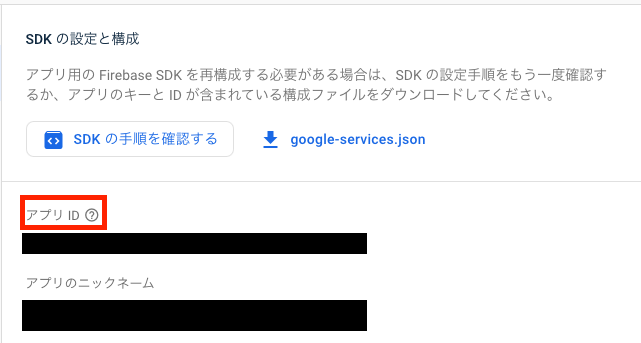 SDK の設定と構成
アプリ用の Firebase SDK を再構成する必要がある場合は、SDK の設定手順をもう一度確認す
るか、アプリのキーと ID が含まれている構成ファイルをダウンロードしてください。
SDK の手順を確認する google-services.json
アプリ ID
アプリのニックネーム